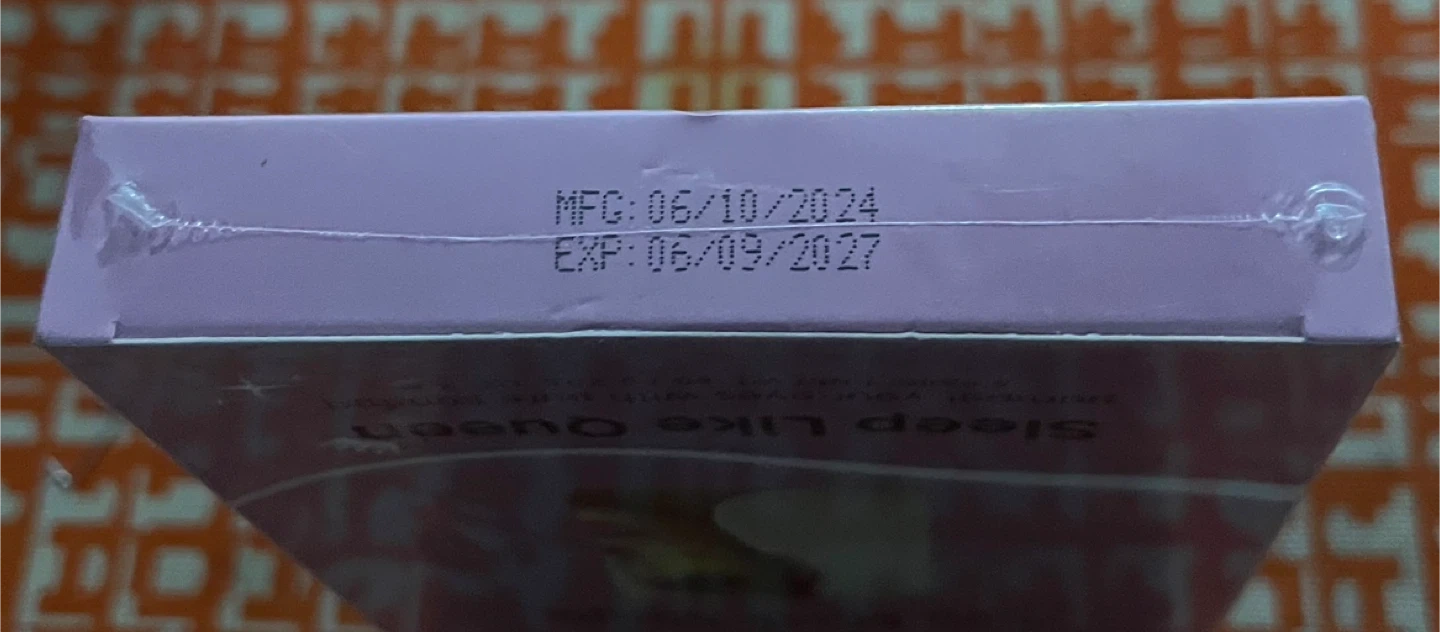 MFG:06/10/2024
EXP:06/09/2027
Sleep Like Queen